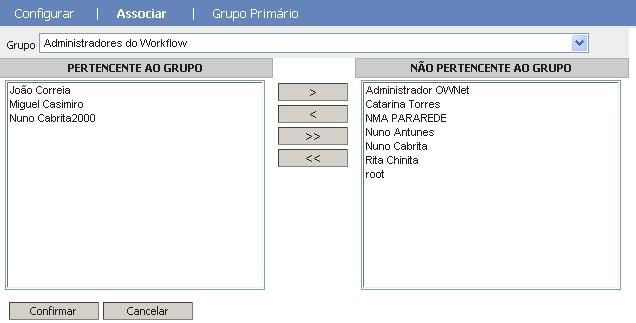 Configurar | Associar | Grupo Primário
Grupo Administradores do Workflow
PERTENCENTE AO GRUPO
João Correia
Miguel Casimiro
Nuno Cabrita2000
>
<
>>
<<
NÃO PERTENCENTE AO GRUPO
Administrador OWNet
Catarina Torres
NMA PARAREDE
Nuno Antunes
Nuno Cabrita
Rita Chinita
root
Confirmar Cancelar